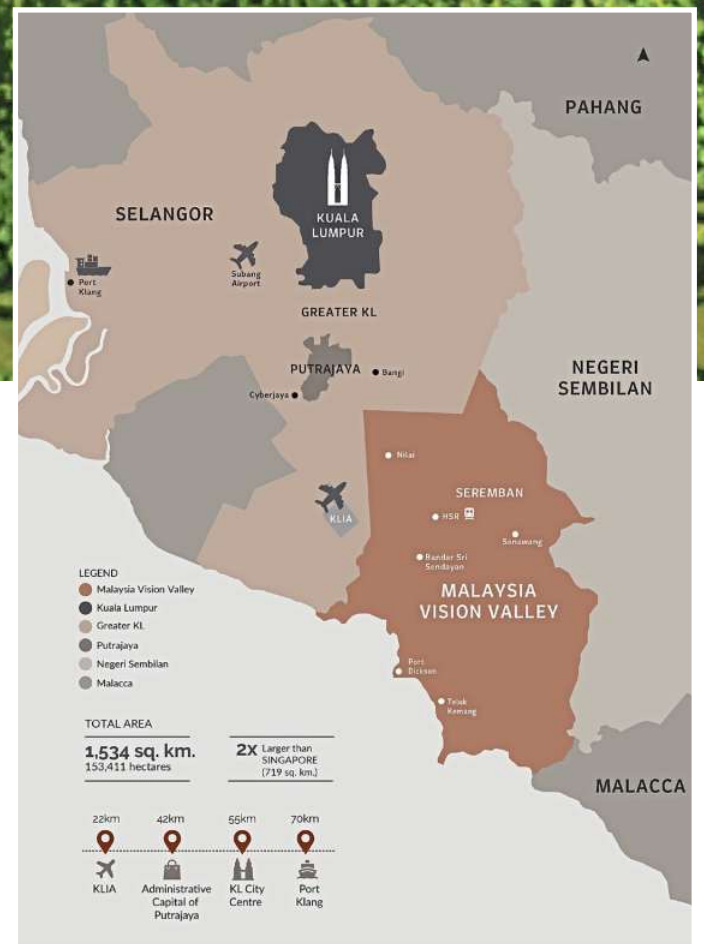 PAHANG
SELANGOR
KUALA
LUMPUR
Subang
Airport
Port
Klang
GREATER KL
PUTRAJAYA
Bangi
Cyberjaya
NEGERI
SEMBILAN
Nilai
SEREMBAN
HSR
KLIA
Senawang
Bandar Sri
Sendayan
MALAYSIA
VISION VALLEY
Port
Dickson
Teluk
Kemang
MALACCA
LEGEND
Malaysia Vision Valley
Kuala Lumpur
Greater KL
Putrajaya
Negeri Sembilan
Malacca
TOTAL AREA
1,534 sq. km.
153,411 hectares
2X Larger than
SINGAPORE
(719 sq. km.)
22km 42km 55km 70km
KLIA Administrative KL City Port
Capital of Centre Klang
Putrajaya